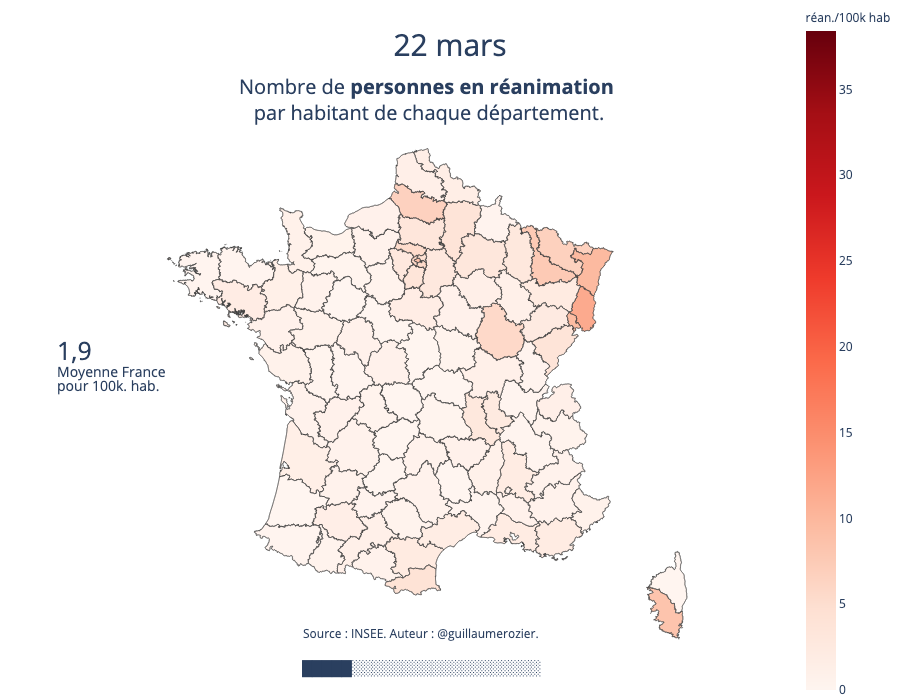 22 mars
Nombre de personnes en réanimation
par habitant de chaque département.
réan./100k hab
35
30
25
20
15
10
5
0
1,9
Moyenne France
pour 100k. hab.
Source : INSEE. Auteur : @guillaumerozier.